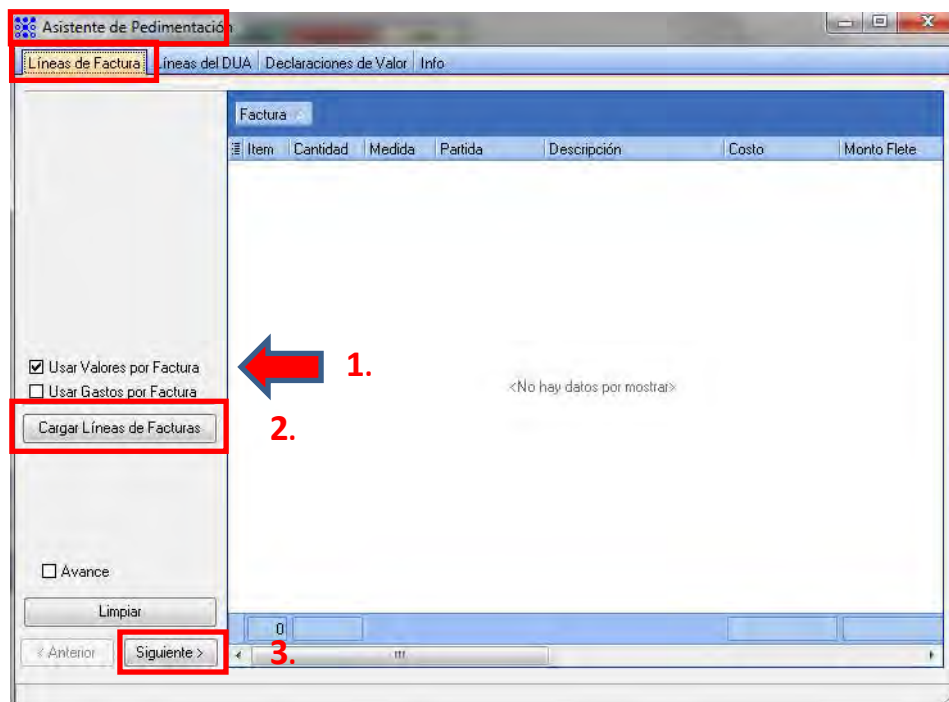 Asistente de Pedimentación
Líneas de Factura Líneas del DUA Declaraciones de Valor Info
Factura
Item Cantidad Medida Partida Descripción Costo Monto Flete
Usar Valores por Factura
1.
Usar Gastos por Factura
<No hay datos por mostrar>
Cargar Líneas de Facturas
2.
Avance
Limpiar
0
< Anterior Siguiente >
3.